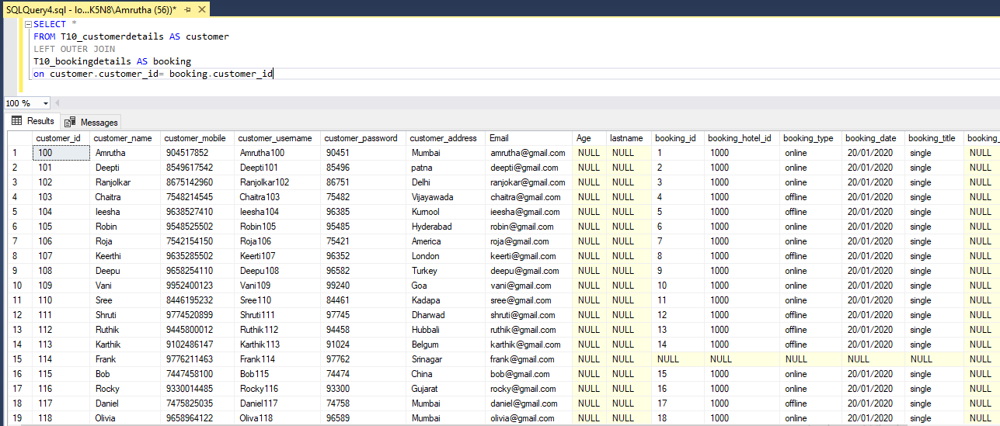 SQLQuery4.sql - lo...K5N8\Amrutha (56))*
SELECT *
FROM T10_customerdetails AS customer
LEFT OUTER JOIN
T10_bookingdetails AS booking
on customer.customer_id= booking.customer_id
100 %
Results Messages
customer_id customer_name customer_mobile customer_username customer_password customer_address Email Age lastname booking_id booking_hotel_id booking_type booking_date booking_title booking_
1 100 Amrutha 904517852 Amrutha100 90451 Mumbai amrutha@gmail.com NULL NULL 1 1000 online 20/01/2020 single NULL
2 101 Deepti 8549617542 Deepti101 85496 patna deepti@gmail.com NULL NULL 2 1000 online 20/01/2020 single NULL
3 102 Ranjolkar 8675142960 Ranjolkar102 86751 Delhi ranjokar@gmail.com NULL NULL 3 1000 online 20/01/2020 single NULL
4 103 Chaitra 7548214545 Chaitra103 75482 Vijayawada chaitra@gmail.com NULL NULL 4 1000 offline 20/01/2020 single NULL
5 104 Ieesha 9638527410 Ieesha104 96385 Kurnool ieesha@gmail.com NULL NULL 5 1000 offline 20/01/2020 single NULL
6 105 Robin 9548525502 Robin105 95485 Hyderabad robin@gmail.com NULL NULL 6 1000 online 20/01/2020 single NULL
7 106 Roja 7542154150 Roja106 75421 America roja@gmail.com NULL NULL 7 1000 online 20/01/2020 single NULL
8 107 Keerthi 9635285502 Keerti107 96352 London keerti@gmail.com NULL NULL 8 1000 offline 20/01/2020 single NULL
9 108 Deepu 9658254110 Deepu108 96582 Turkey deepu@gmail.com NULL NULL 9 1000 online 20/01/2020 single NULL
10 109 Vani 9952400123 Vani109 99240 Goa vani@gmail.com NULL NULL 10 1000 online 20/01/2020 single NULL
11 110 Sree 8446195232 Sree110 84461 Kadapa sree@gmail.com NULL NULL 11 1000 online 20/01/2020 single NULL
12 111 Shruti 9774520899 Shruti111 97745 Dharwad shruti@gmail.com NULL NULL 12 1000 offline 20/01/2020 single NULL
13 112 Ruthik 9445800012 Ruthik112 94458 Hubbali ruthik@gmail.com NULL NULL 13 1000 offline 20/01/2020 single NULL
14 113 Karthik 9102486147 Karthik113 91024 Belgum karthik@gmail.com NULL NULL 14 1000 offline 20/01/2020 single NULL
15 114 Frank 9776211463 Frank114 97762 Srinagar frank@gmail.com NULL NULL NULL NULL NULL NULL NULL NULL
16 115 Bob 7447458100 Bob115 74474 China bob@gmail.com NULL NULL 15 1000 online 20/01/2020 single NULL
17 116 Rocky 9330014485 Rocky116 93300 Gujarat rocky@gmail.com NULL NULL 16 1000 online 20/01/2020 single NULL
18 117 Daniel 7475825035 Daniel117 74758 Mumbai daniel@gmail.com NULL NULL 17 1000 offline 20/01/2020 single NULL
19 118 Olivia 9658964122 Oliva118 96589 Mumbai olivia@gmail.com NULL NULL 18 1000 online 20/01/2020 single NULL